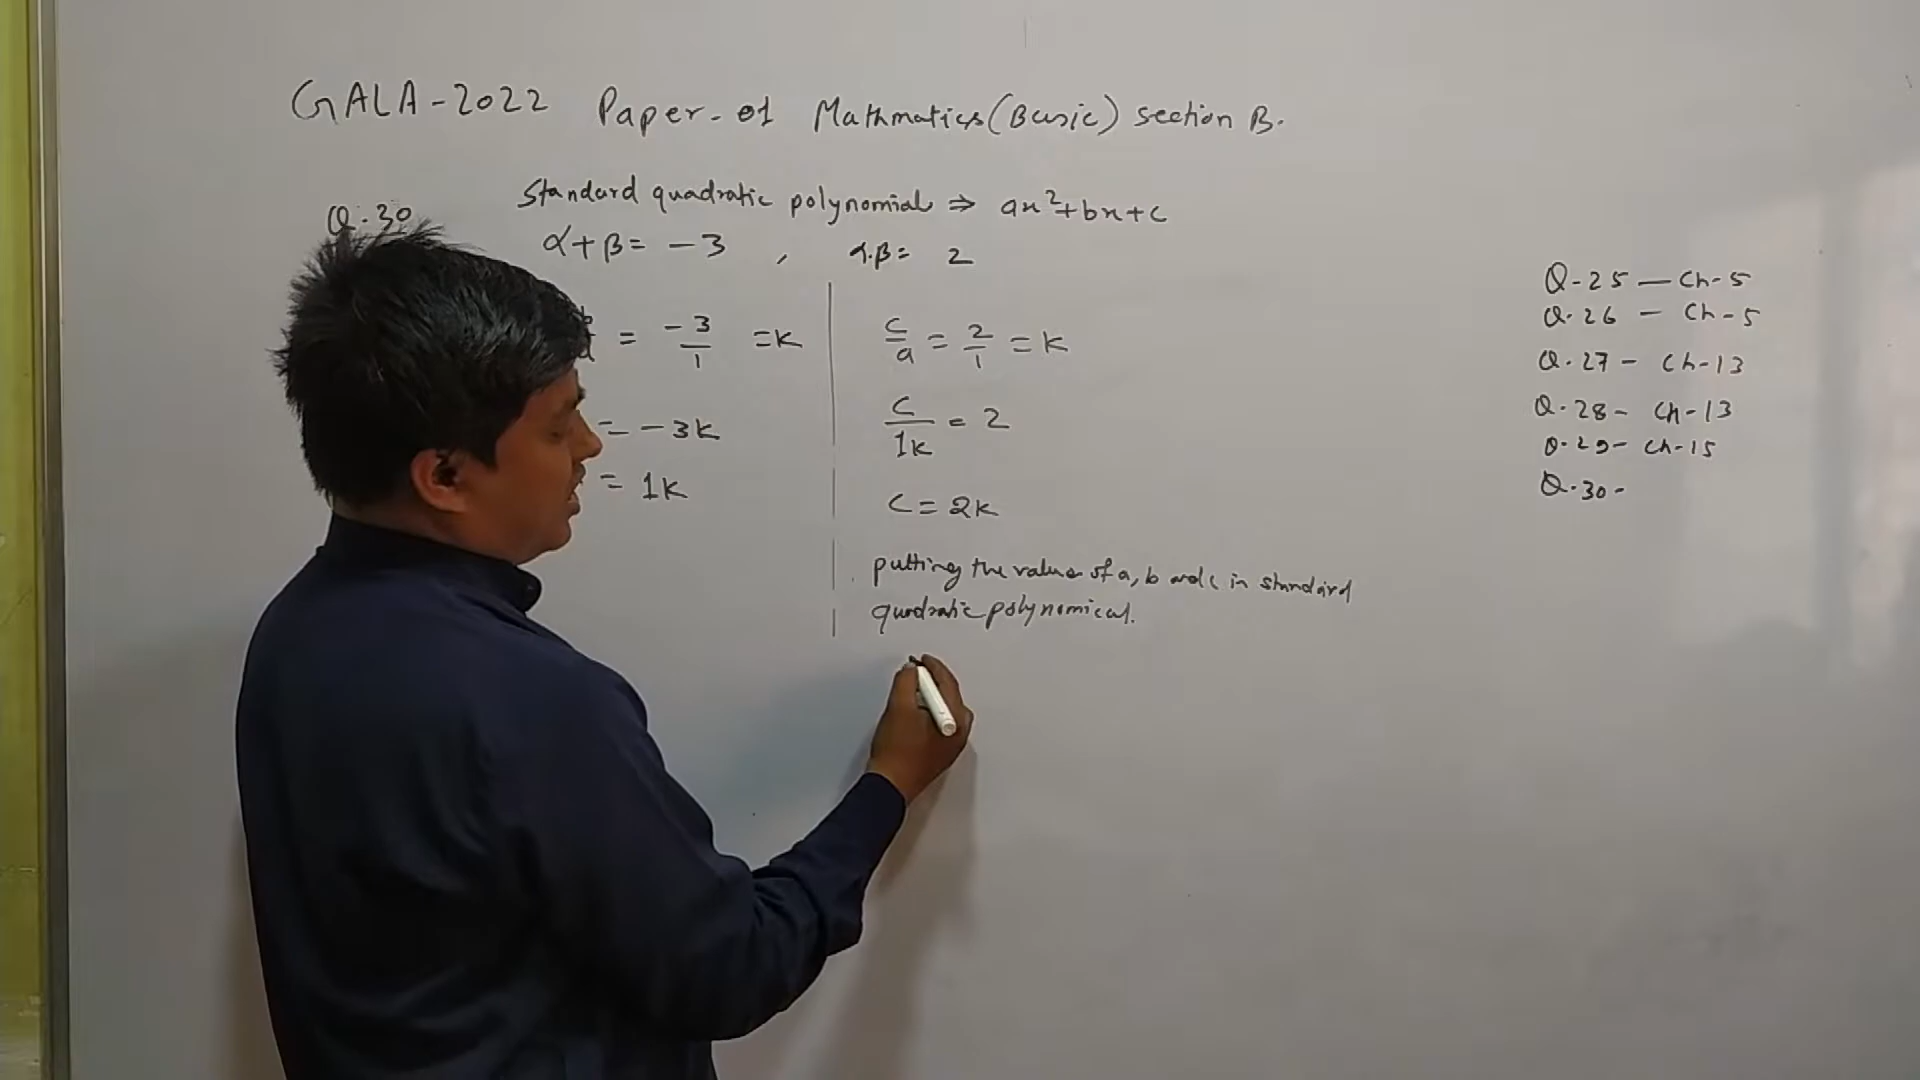 GALA-2022 Paper-01 Mathmatics(Basic) section B.
Q.30
Standard quadratic polynomial ⇒ ax²+bx+c
α+β= -3 , α.β= 2
= -3/1 =K
= -3K
= 1K
c/a = 2/1 = K
c/1K = 2
c = 2K
putting the value of a, b and c in standard
quadratic polynomical.
Q-25 — Ch-5
Q.26 — Ch-5
Q.27 - Ch-13
Q.28 - Ch-13
Q.29 - Ch-15
Q.30 -